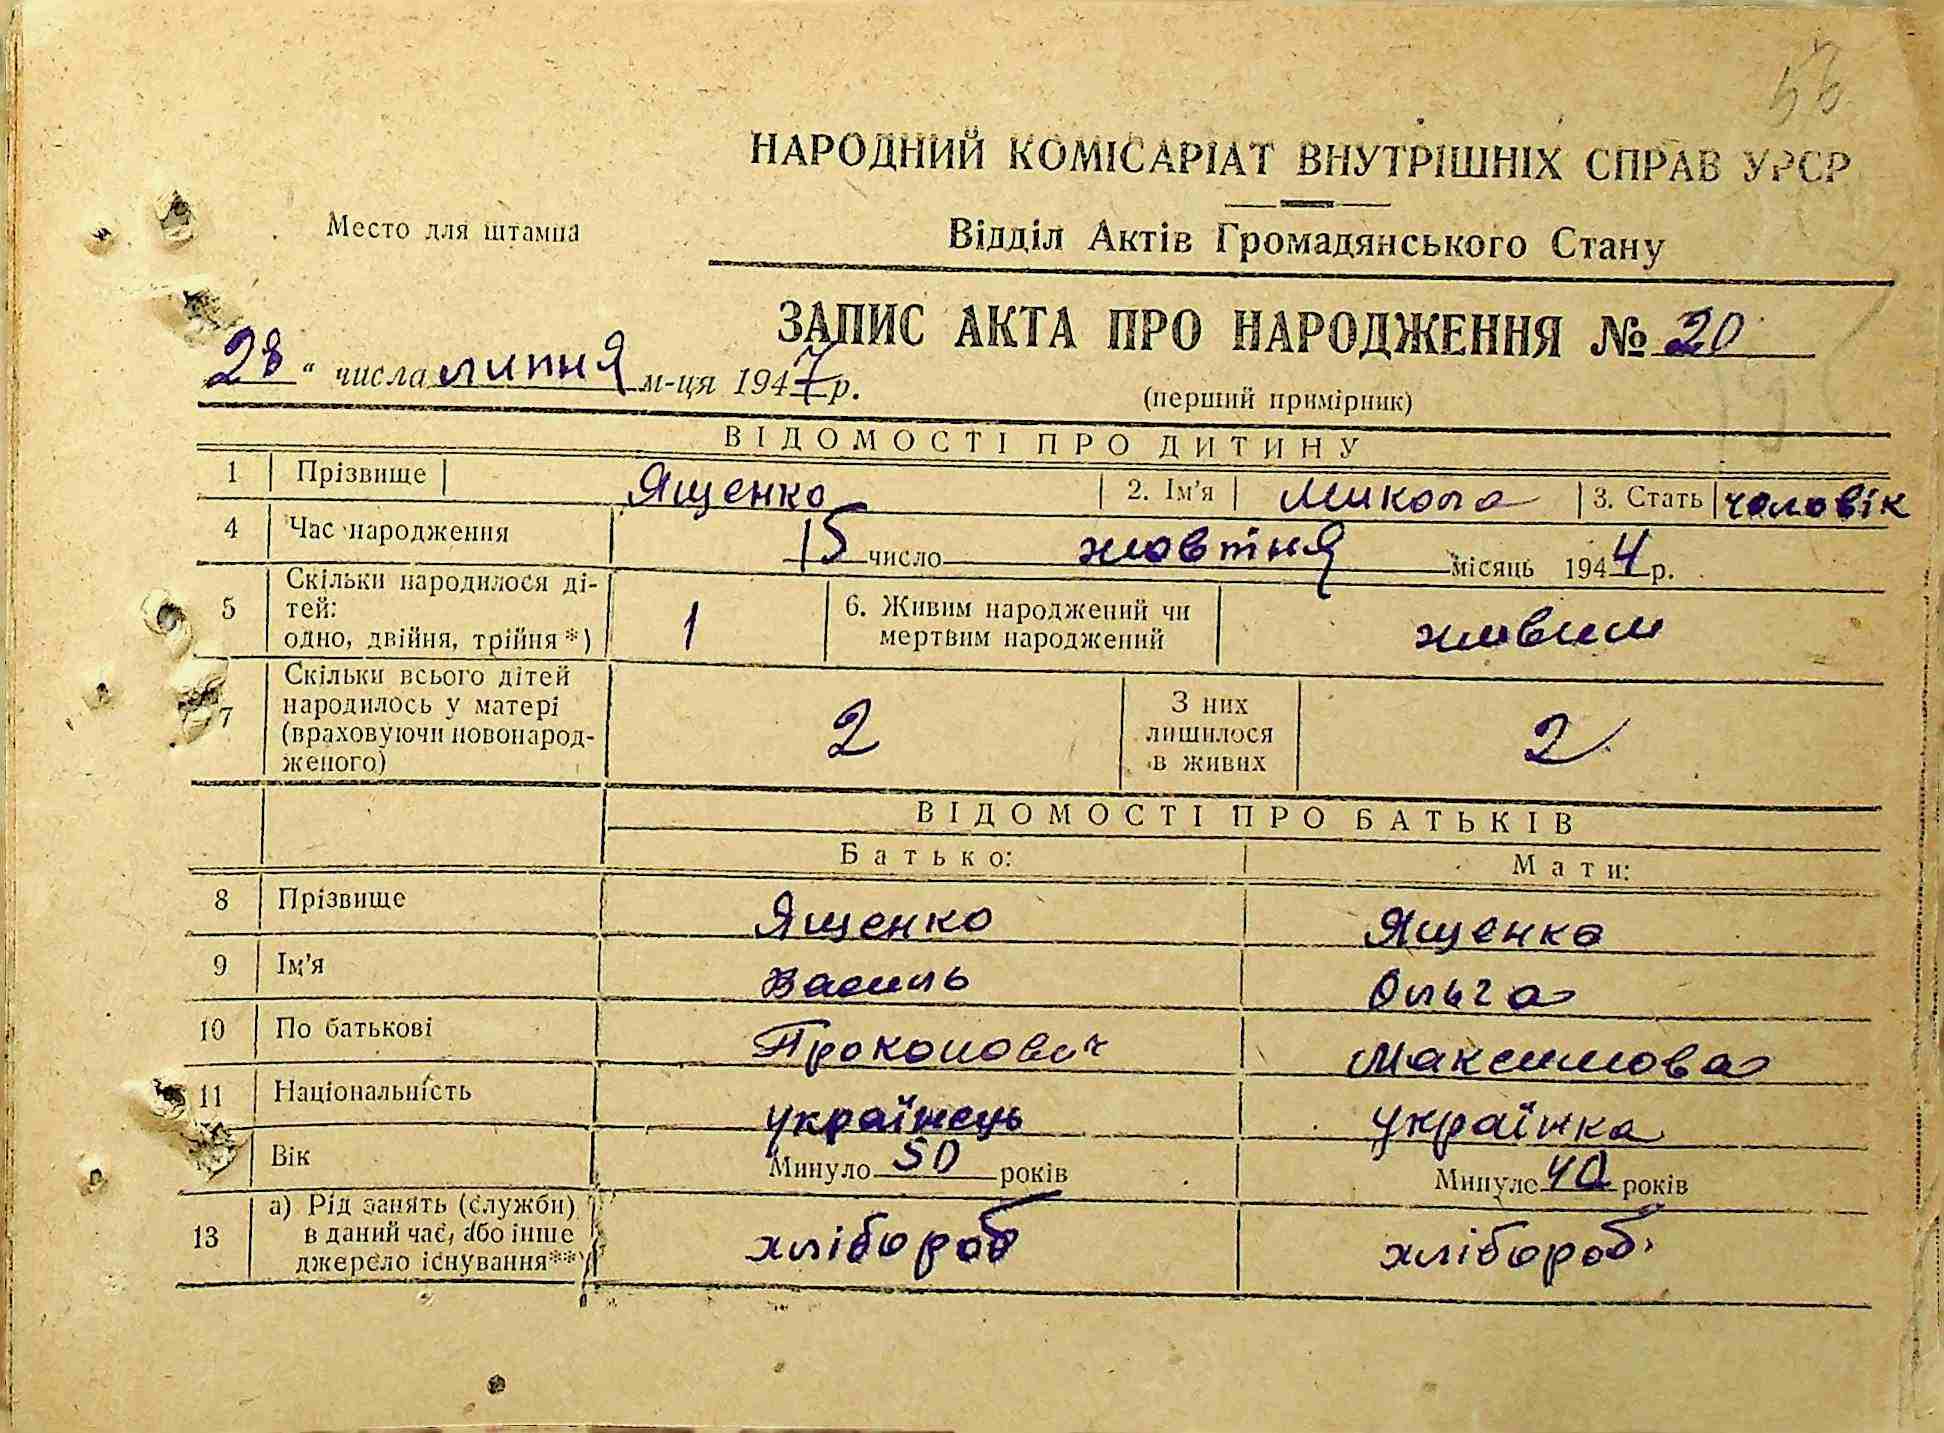 56
НАРОДНИЙ КОМІСАРІАТ ВНУТРІШНІХ СПРАВ УРСР
Место для штампа
Відділ Актів Громадянського Стану
ЗАПИС АКТА ПРО НАРОДЖЕННЯ № 20
28 " числа липня м-ця 1947 р.
(перший примірник)
ВІДОМОСТІ ПРО ДИТИНУ
1 Прізвище Ященко 2. Ім'я Микола 3. Стать чоловік
4 Час народження 15 число жовтня місяць 1944 р.
5 Скільки народилося ді-
тей:
одно, двійня, трійня*) 1 6. Живим народжений чи
мертвим народжений живим
7 Скільки всього дітей
народилось у матері
(враховуючи новонарод-
женого) 2 З них
лишилося
в живих 2
ВІДОМОСТІ ПРО БАТЬКІВ
Батько: Мати:
8 Прізвище Ященко Ященко
9 Ім'я Василь Ольга
10 По батькові Прокопович Максимова
11 Національність українець українка
Вік Минуло 50 років Минуло 40 років
13 а) Рід занять (служби)
в даний час, або інше
джерело існування**) хлібороб хлібороб